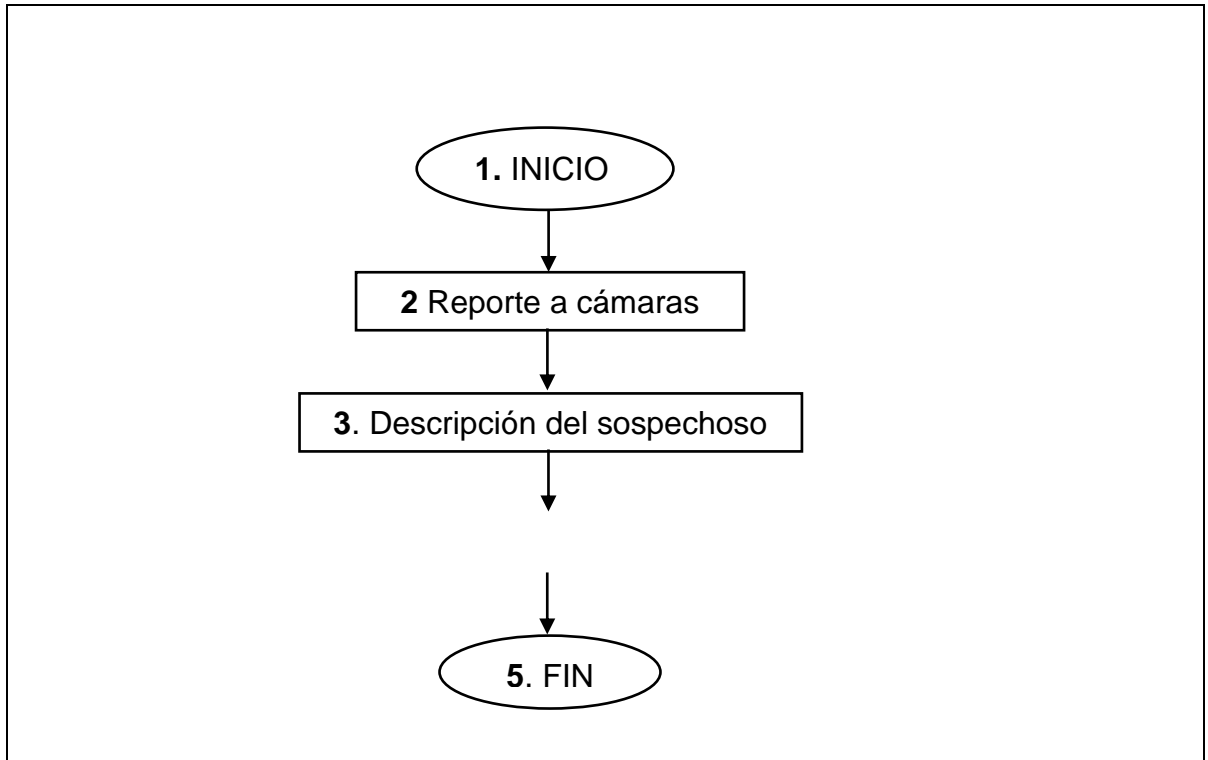 1. INICIO
2 Reporte a cámaras
3. Descripción del sospechoso
5. FIN